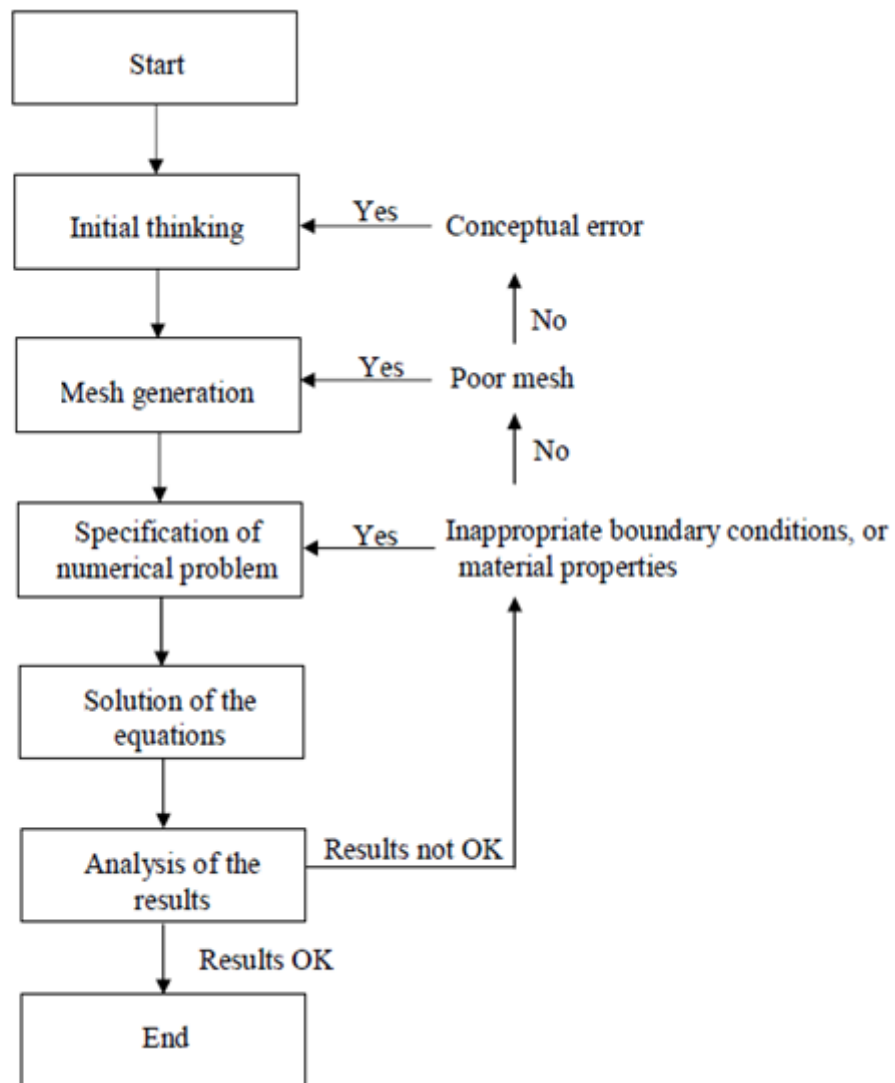 Start
Initial thinking
Yes
Conceptual error
No
Mesh generation
Yes
Poor mesh
No
Specification of
numerical problem
Yes
Inappropriate boundary conditions, or
material properties
Solution of the
equations
Analysis of the
results
Results not OK
Results OK
End